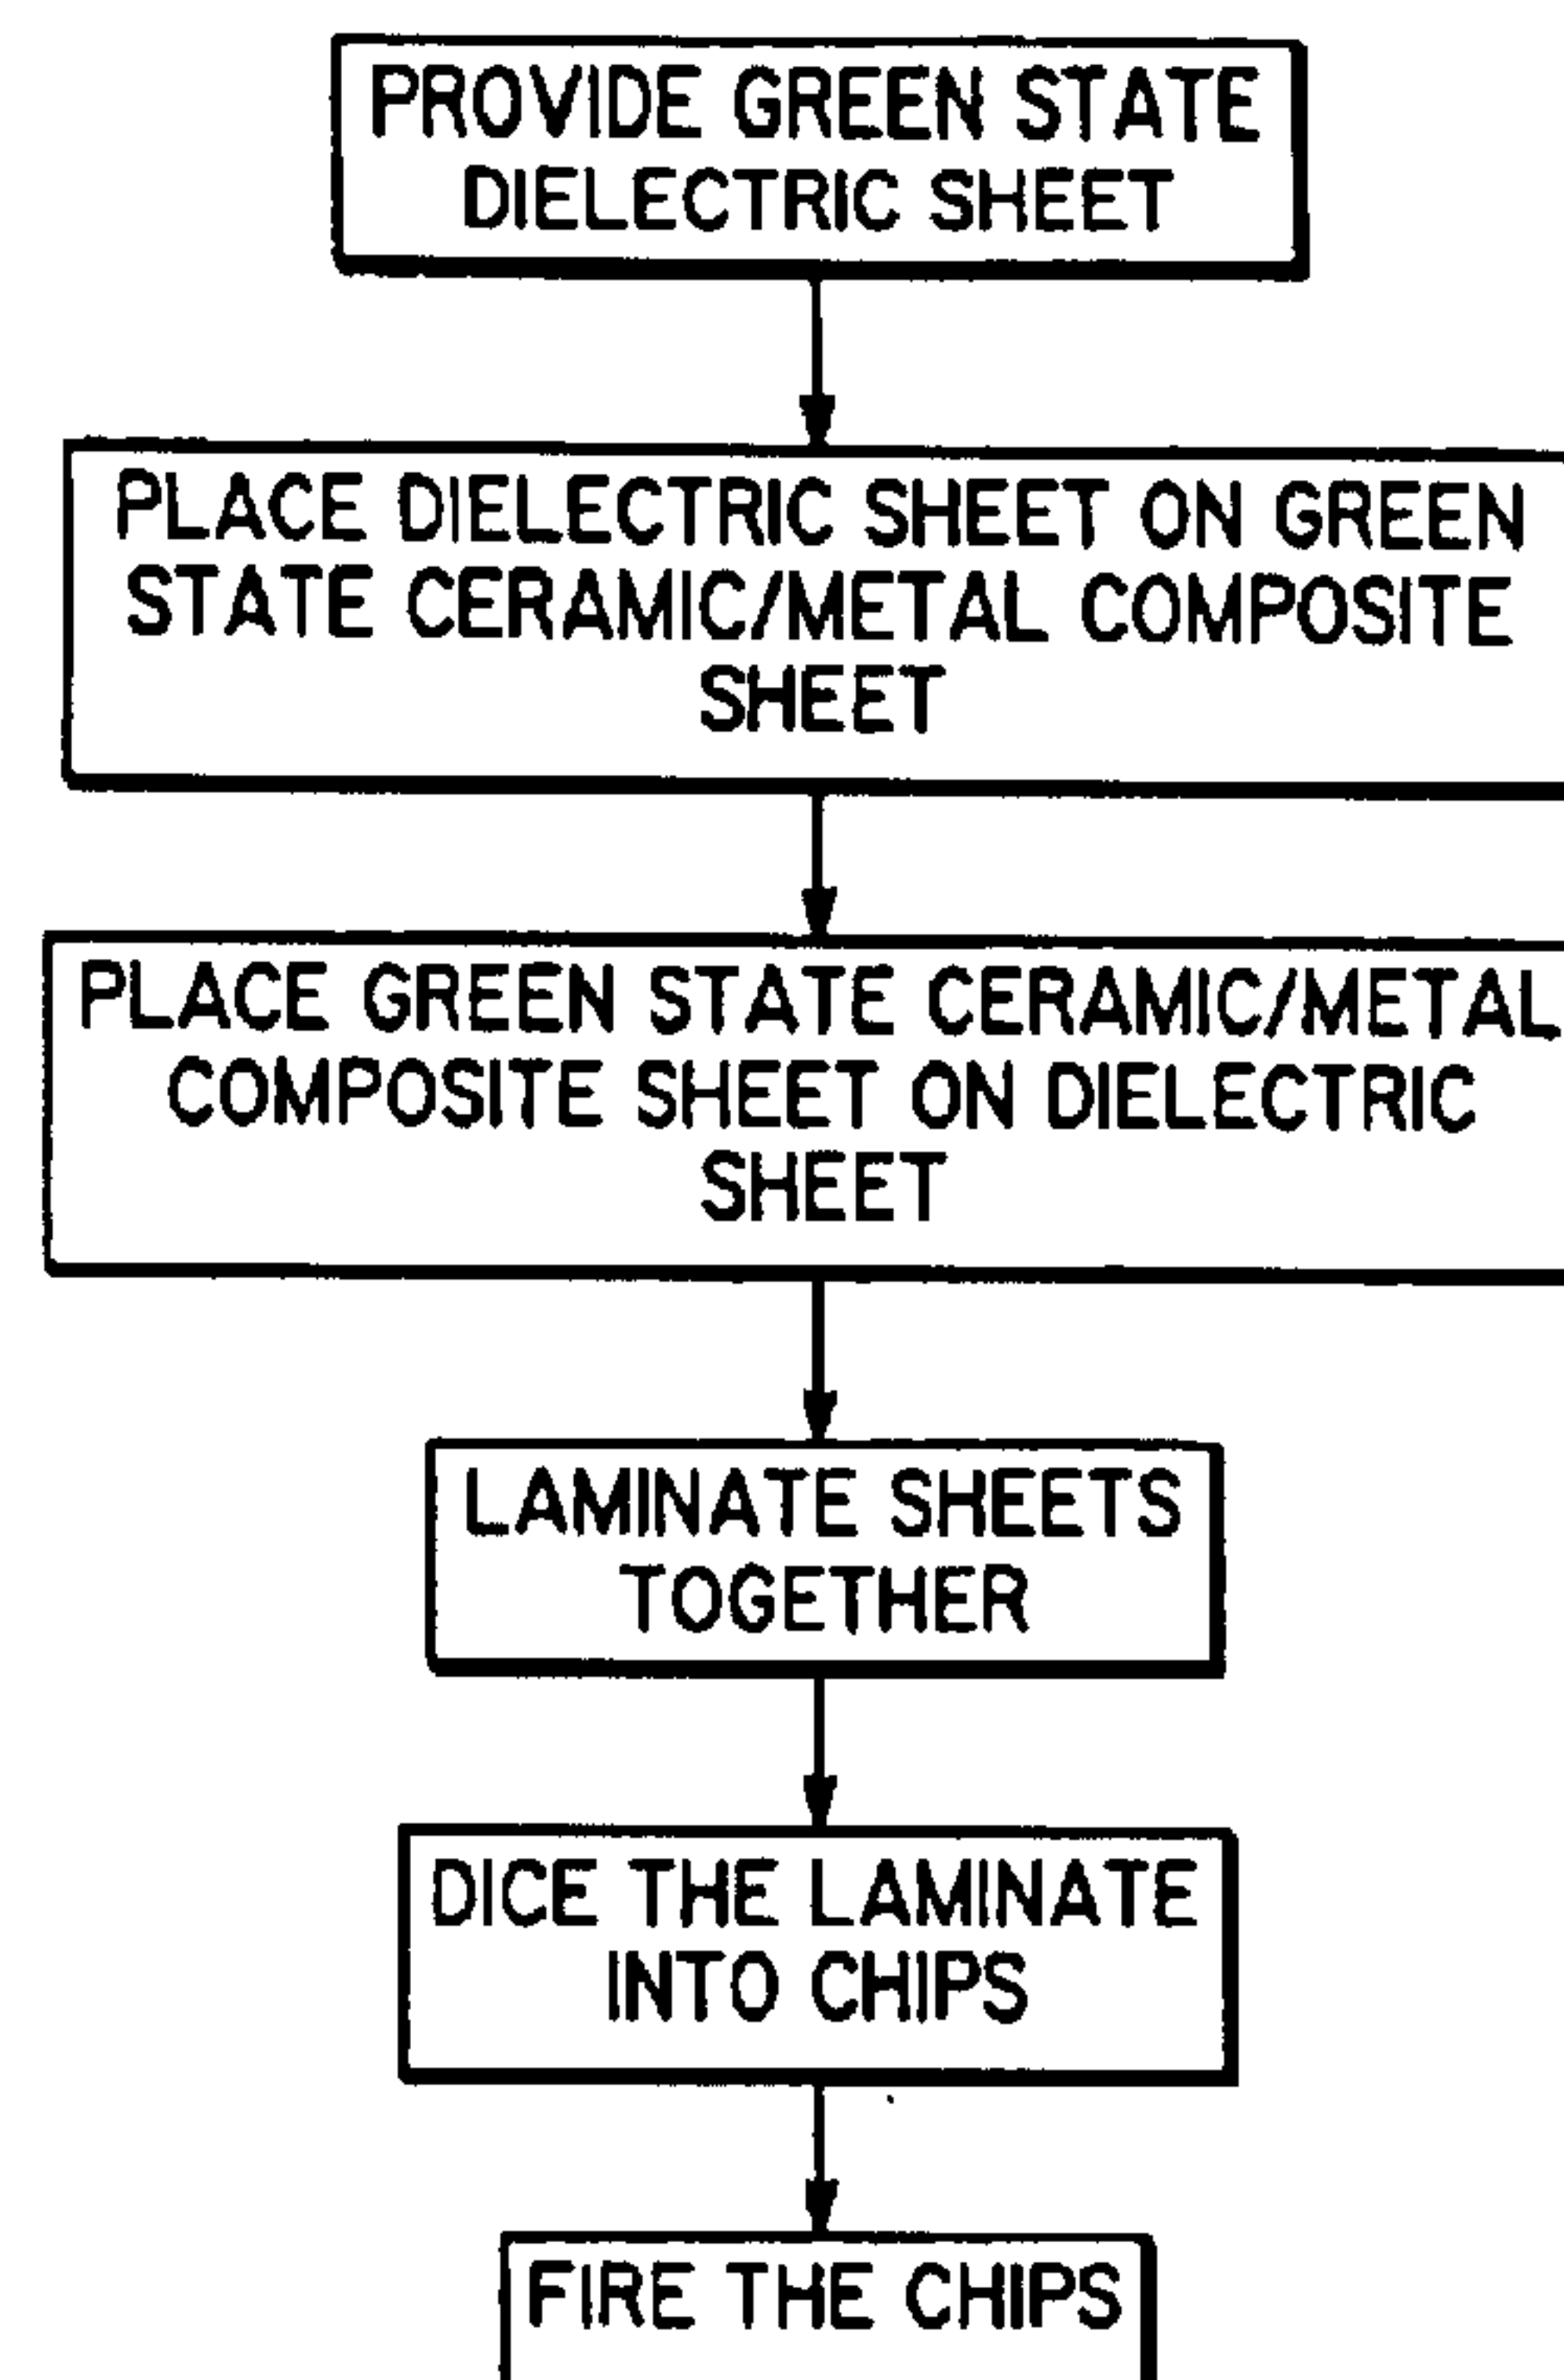 PROVIDE GREEN STATE
DIELECTRIC SHEET
PLACE DIELECTRIC SHEET ON GREEN
STATE CERAMIC/METAL COMPOSITE
SHEET
PLACE GREEN STATE CERAMIC/METAL
COMPOSITE SHEET ON DIELECTRIC
SHEET
LAMINATE SHEETS
TOGETHER
DICE THE LAMINATE
INTO CHIPS
FIRE THE CHIPS